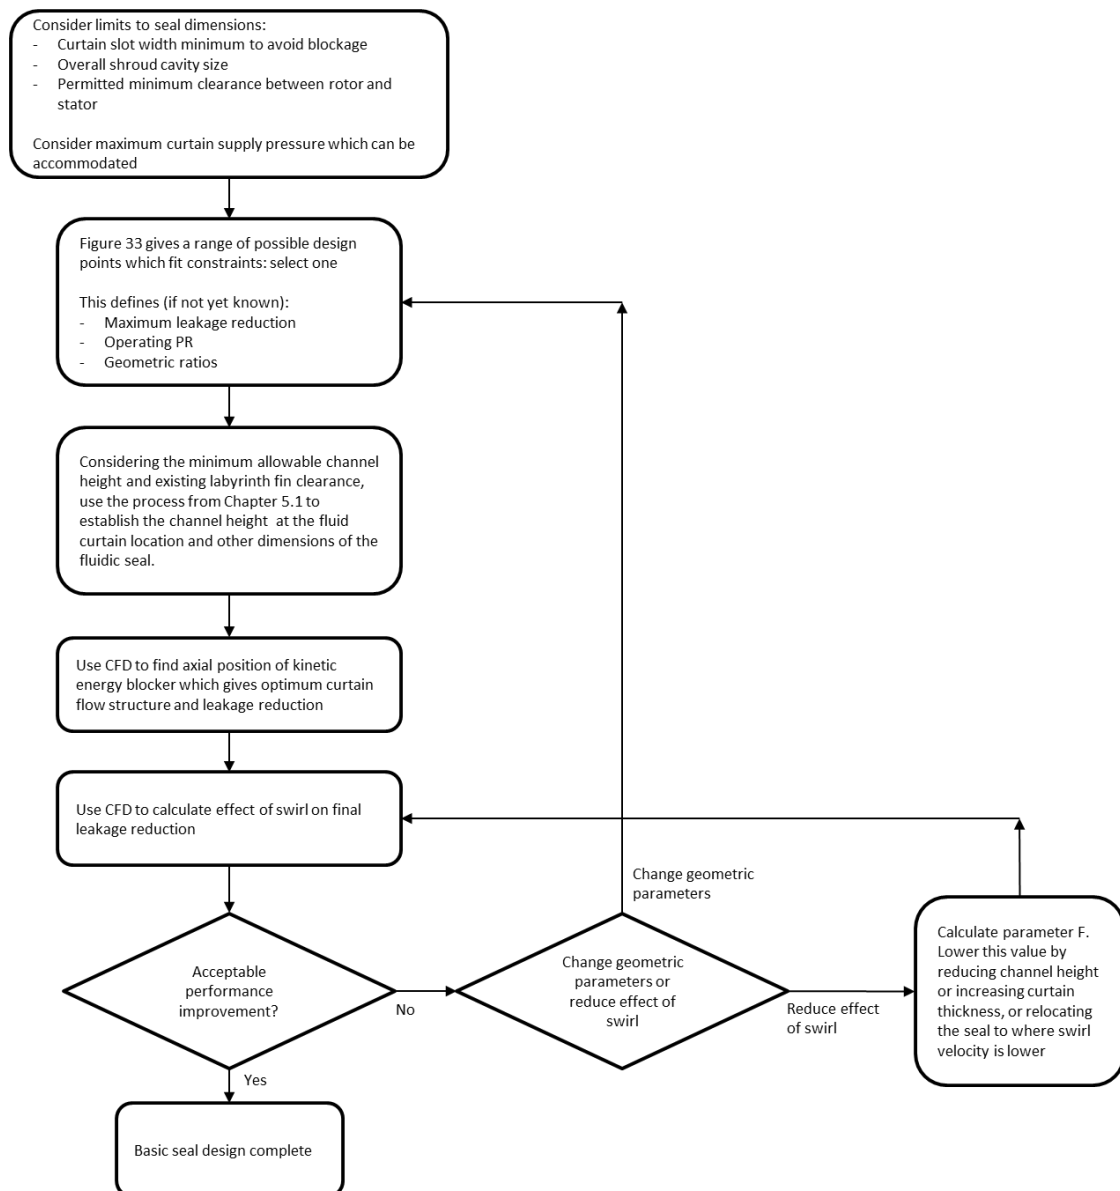 Consider limits to seal dimensions:
- Curtain slot width minimum to avoid blockage
- Overall shroud cavity size
- Permitted minimum clearance between rotor and
stator
Consider maximum curtain supply pressure which can be
accommodated
Figure 33 gives a range of possible design
points which fit constraints: select one
This defines (if not yet known):
- Maximum leakage reduction
- Operating PR
- Geometric ratios
Considering the minimum allowable channel
height and existing labyrinth fin clearance,
use the process from Chapter 5.1 to
establish the channel height at the fluid
curtain location and other dimensions of the
fluidic seal.
Use CFD to find axial position of kinetic
energy blocker which gives optimum curtain
flow structure and leakage reduction
Use CFD to calculate effect of swirl on final
leakage reduction
Acceptable
performance
improvement?
No
Yes
Change geometric
parameters or
reduce effect of
swirl
Change geometric
parameters
Reduce effect
of swirl
Calculate parameter F.
Lower this value by
reducing channel height
or increasing curtain
thickness, or relocating
the seal to where swirl
velocity is lower
Basic seal design complete